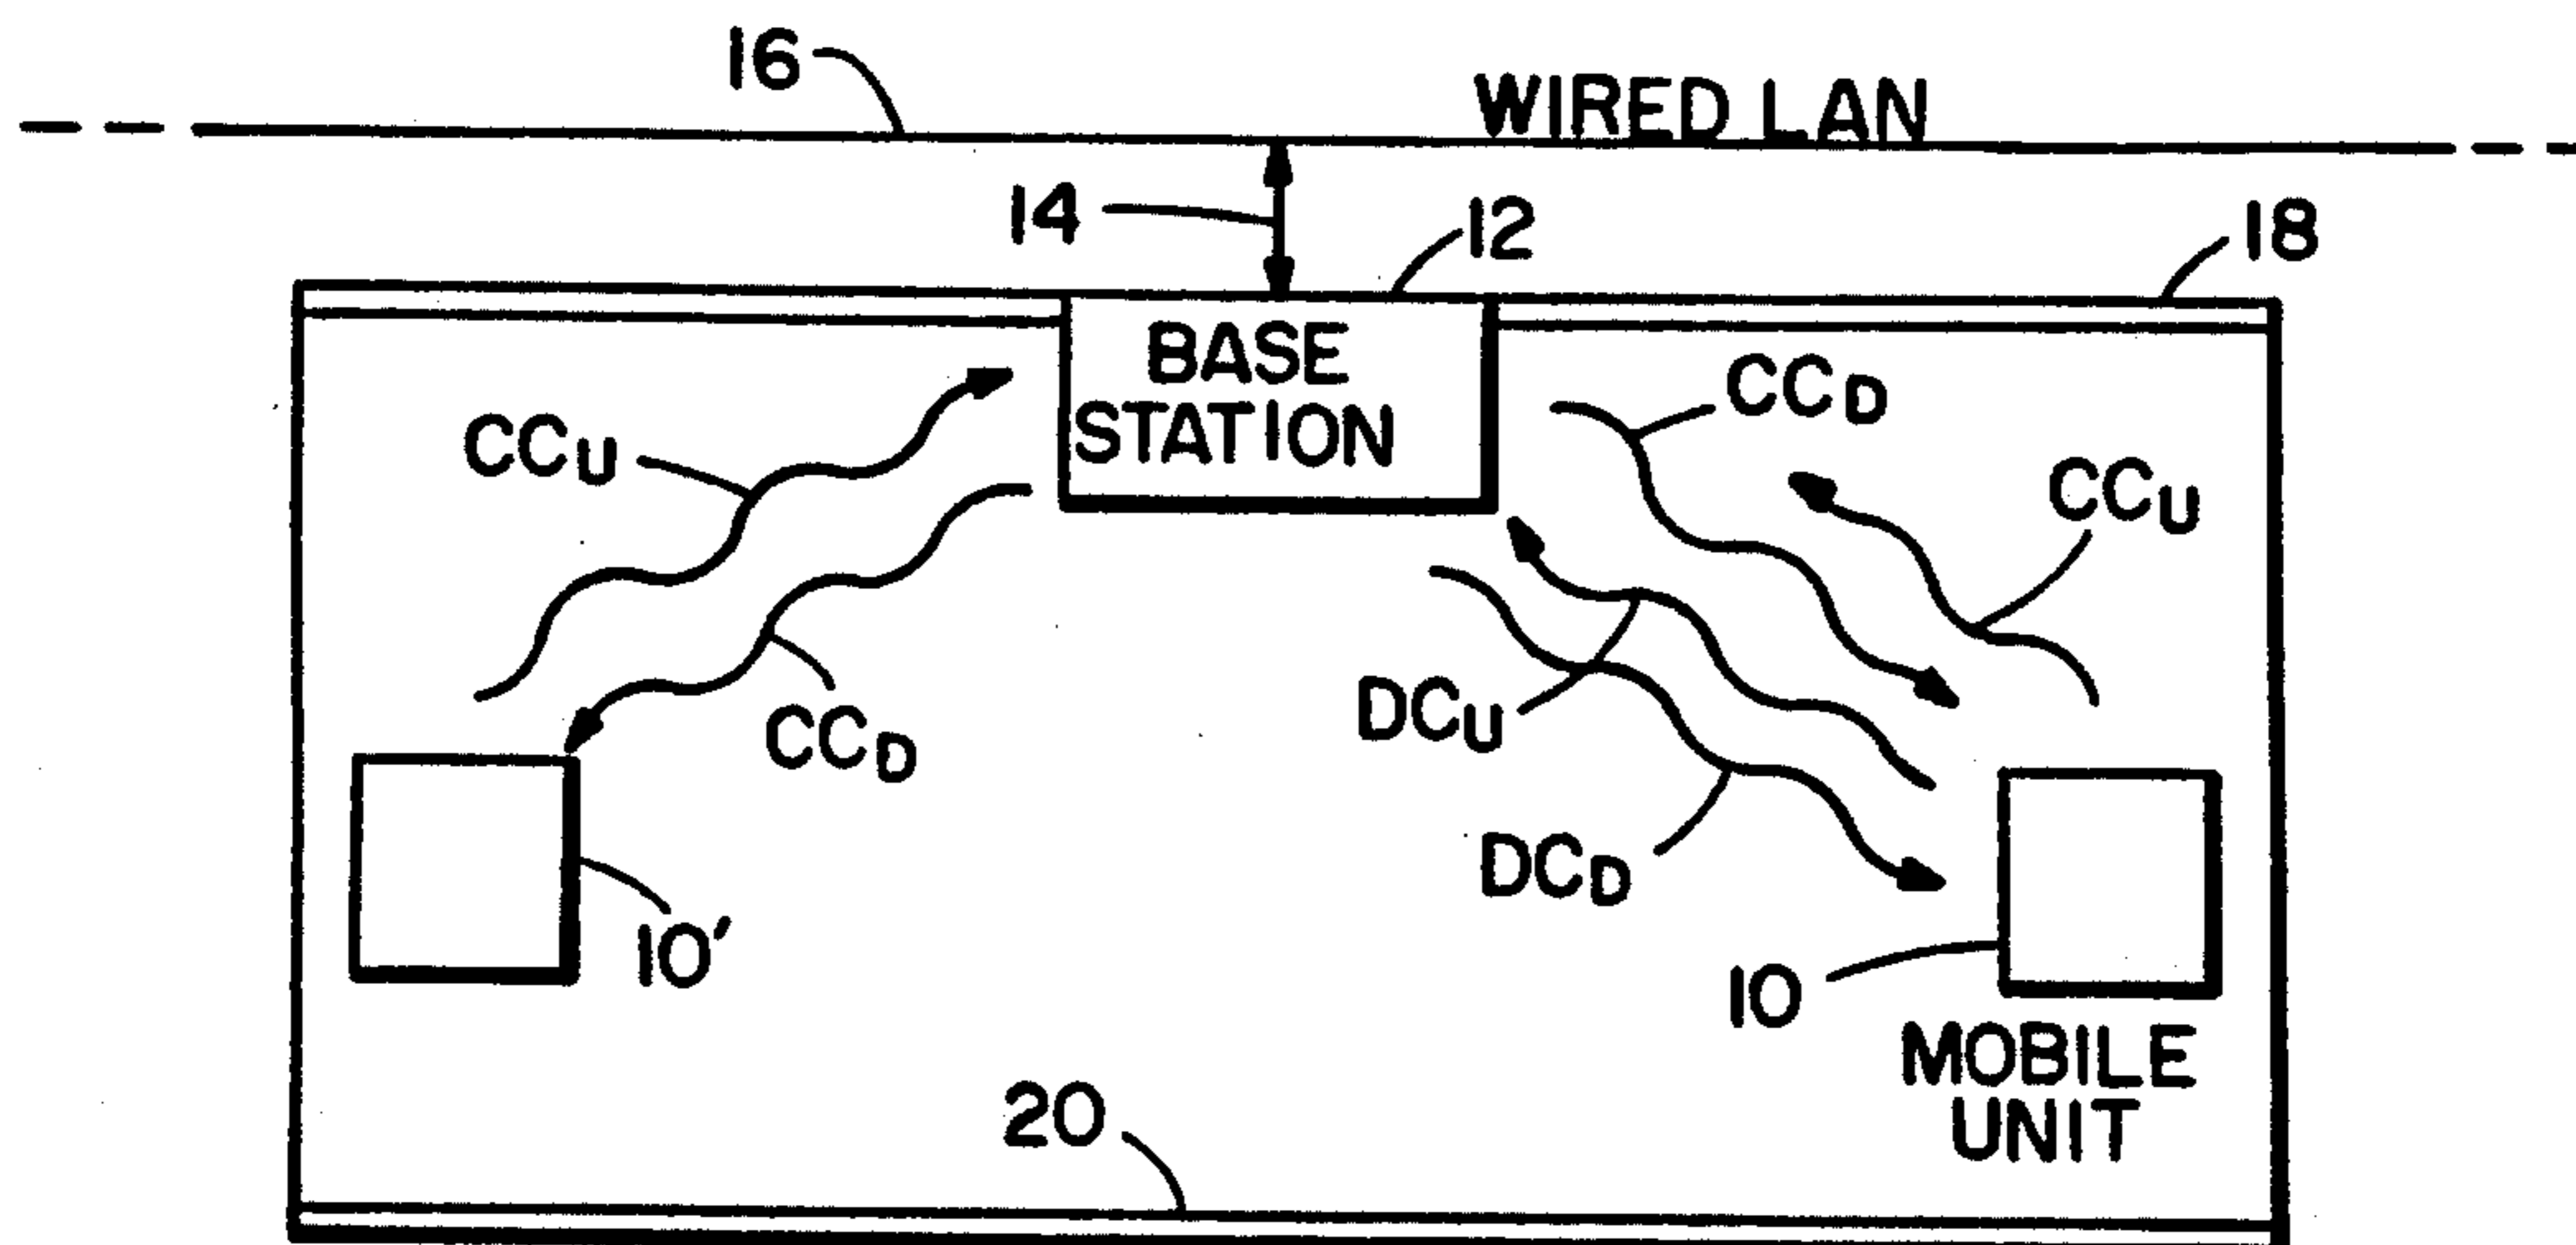 16
WIRED LAN
14
12
18
BASE
STATION
CCU
CCD
CCU
CCD
DCU
DCD
10'
10
MOBILE
UNIT
20